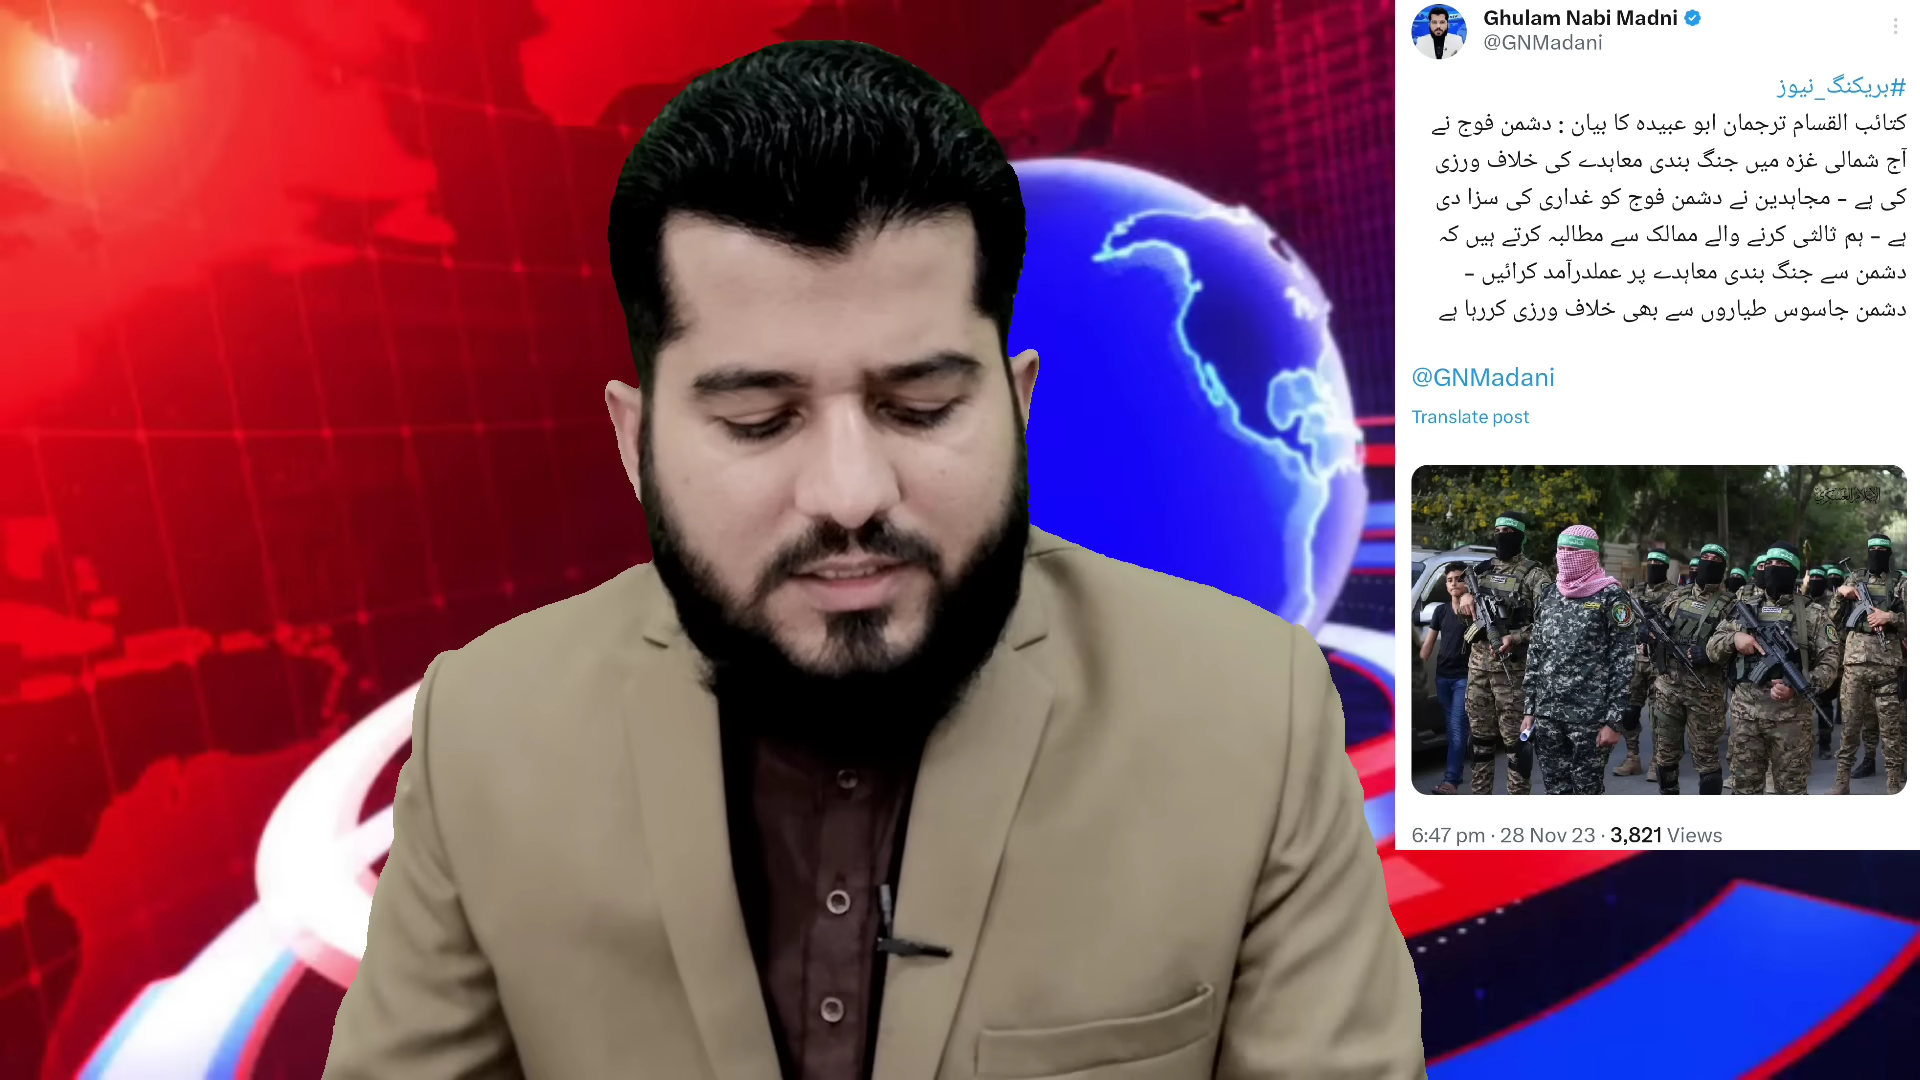 Ghulam Nabi Madni
@GNMadani
#بریکنگ_نیوز
کتائب القسام ترجمان ابو عبیدہ کا بیان : دشمن فوج نے
آج شمالی غزہ میں جنگ بندی معاہدے کی خلاف ورزی
کی ہے - مجاہدین نے دشمن فوج کو غداری کی سزا دی
ہے - ہم ثالثی کرنے والے ممالک سے مطالبہ کرتے ہیں کہ
دشمن سے جنگ بندی معاہدے پر عملدرآمد کرائیں -
دشمن جاسوس طیاروں سے بھی خلاف ورزی کررہا ہے
@GNMadani
Translate post
الإعلام العسكري
6:47 pm · 28 Nov 23 · 3,821 Views